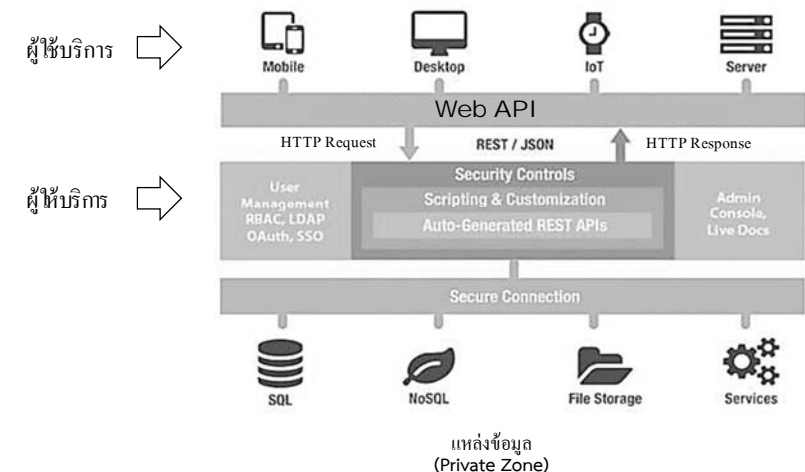 ผู้ใช้บริการ
Mobile
Desktop
IoT
Server
Web API
HTTP Request
REST / JSON
HTTP Response
ผู้ให้บริการ
User
Management
RBAC, LDAP
OAuth, SSO
Security Controls
Scripting & Customization
Auto-Generated REST APIs
Admin
Console,
Live Docs
Secure Connection
SQL
NoSQL
File Storage
Services
แหล่งข้อมูล
(Private Zone)